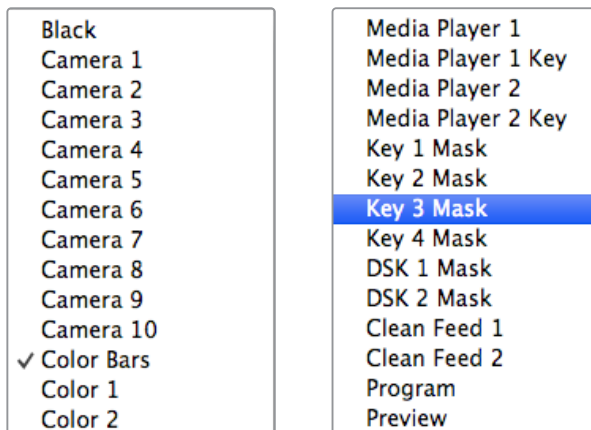 Black
Camera 1
Camera 2
Camera 3
Camera 4
Camera 5
Camera 6
Camera 7
Camera 8
Camera 9
Camera 10
✓ Color Bars
Color 1
Color 2
Media Player 1
Media Player 1 Key
Media Player 2
Media Player 2 Key
Key 1 Mask
Key 2 Mask
Key 3 Mask
Key 4 Mask
DSK 1 Mask
DSK 2 Mask
Clean Feed 1
Clean Feed 2
Program
Preview